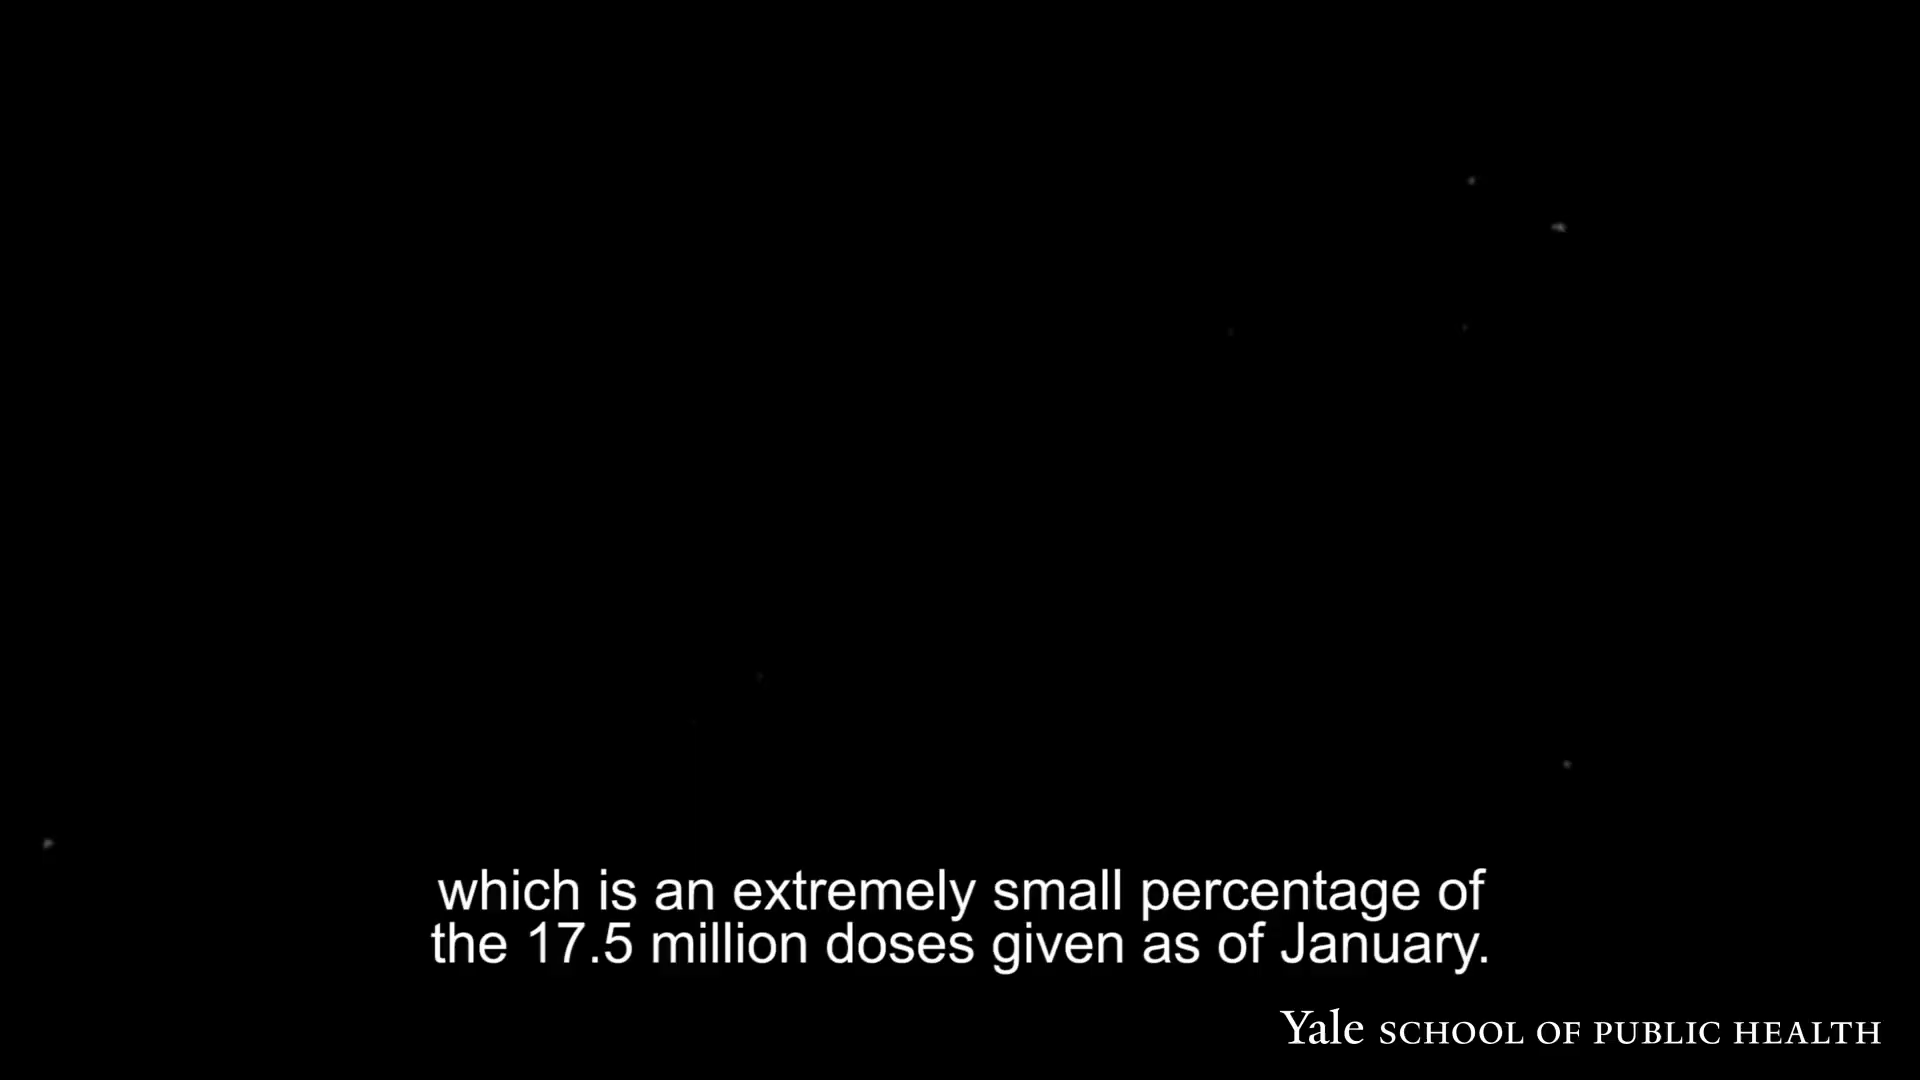 which is an extremely small percentage of
the 17.5 million doses given as of January.
Yale SCHOOL OF PUBLIC HEALTH